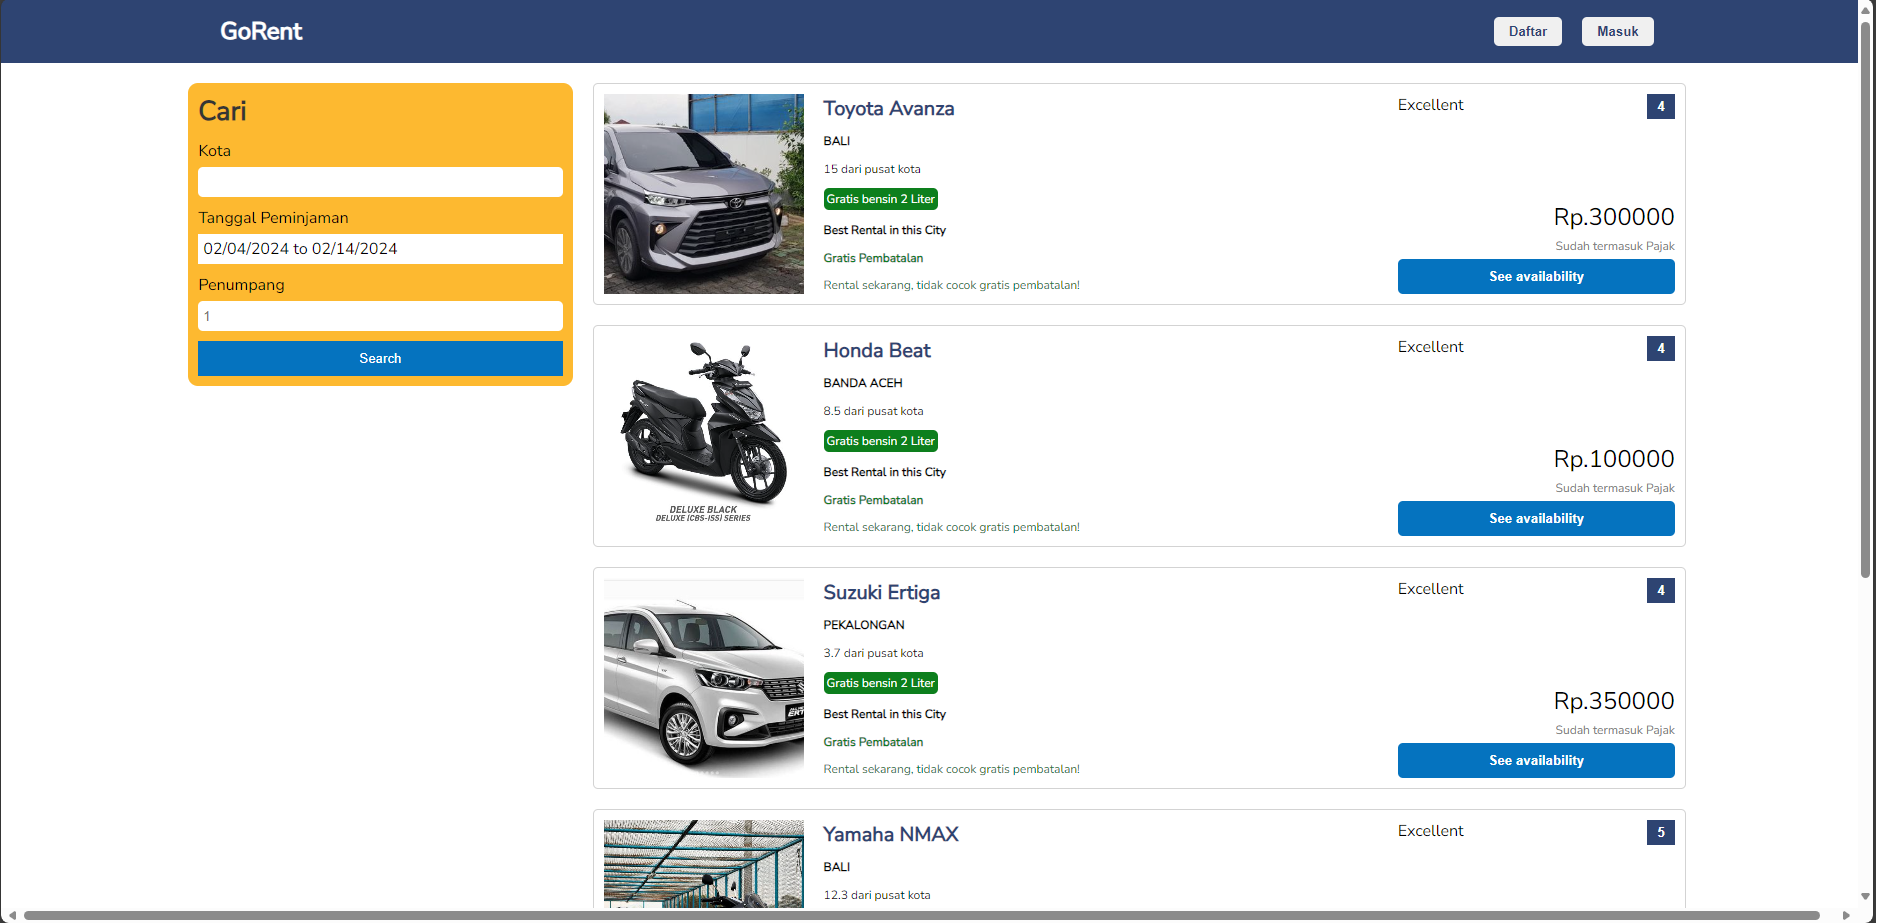 GoRent
Daftar
Masuk
Cari
Kota
Tanggal Peminjaman
02/04/2024 to 02/14/2024
Penumpang
1
Search
Toyota Avanza
BALI
15 dari pusat kota
Gratis bensin 2 Liter
Best Rental in this City
Gratis Pembatalan
Rental sekarang, tidak cocok gratis pembatalan!
Excellent
4
Rp.300000
Sudah termasuk Pajak
See availability
DELUXE BLACK
DELUXE (CBS-ISS) SERIES
Honda Beat
BANDA ACEH
8.5 dari pusat kota
Gratis bensin 2 Liter
Best Rental in this City
Gratis Pembatalan
Rental sekarang, tidak cocok gratis pembatalan!
Excellent
4
Rp.100000
Sudah termasuk Pajak
See availability
Suzuki Ertiga
PEKALONGAN
3.7 dari pusat kota
Gratis bensin 2 Liter
Best Rental in this City
Gratis Pembatalan
Rental sekarang, tidak cocok gratis pembatalan!
Excellent
4
Rp.350000
Sudah termasuk Pajak
See availability
Yamaha NMAX
BALI
12.3 dari pusat kota
Excellent
5